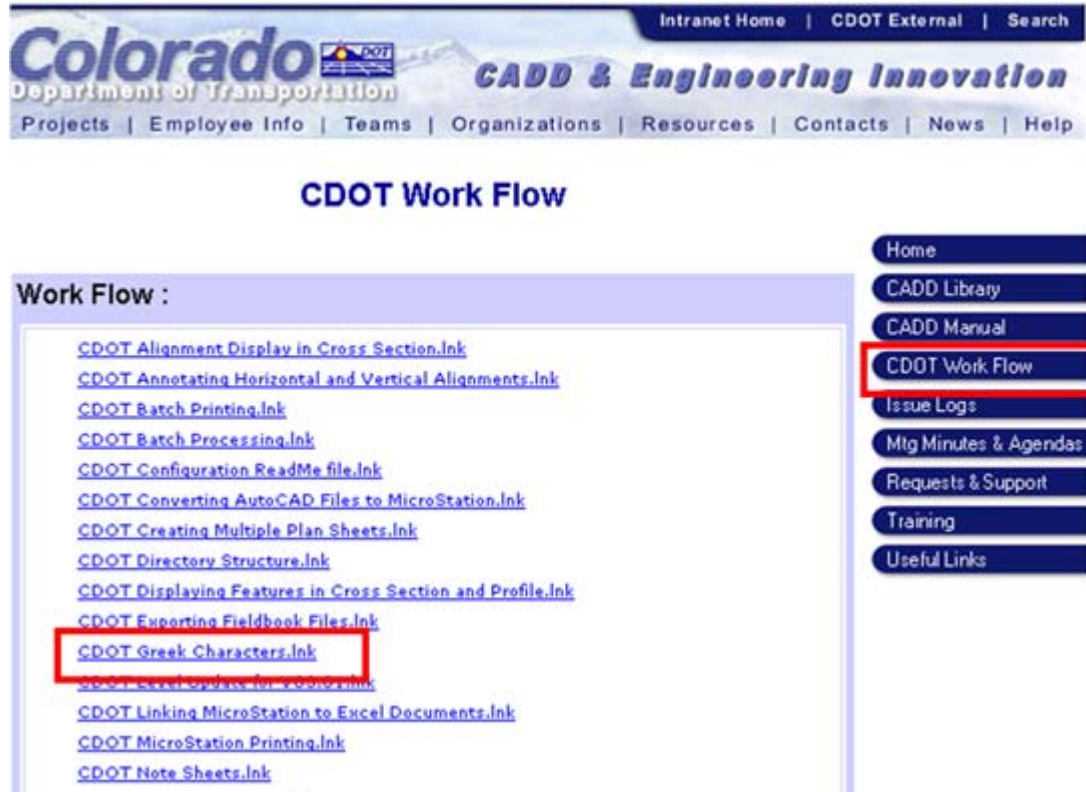 Intranet Home | CDOT External | Search
Colorado DOT
Department of Transportation
CADD & Engineering Innovation
Projects | Employee Info | Teams | Organizations | Resources | Contacts | News | Help
CDOT Work Flow
Work Flow :
CDOT Alignment Display in Cross Section.lnk
CDOT Annotating Horizontal and Vertical Alignments.lnk
CDOT Batch Printing.lnk
CDOT Batch Processing.lnk
CDOT Configuration ReadMe file.lnk
CDOT Converting AutoCAD Files to MicroStation.lnk
CDOT Creating Multiple Plan Sheets.lnk
CDOT Directory Structure.lnk
CDOT Displaying Features in Cross Section and Profile.lnk
CDOT Exporting Fieldbook Files.lnk
CDOT Greek Characters.lnk
CDOT Level Update for
CDOT Linking MicroStation to Excel Documents.lnk
CDOT MicroStation Printing.lnk
CDOT Note Sheets.lnk
Home
CADD Library
CADD Manual
CDOT Work Flow
Issue Logs
Mtg Minutes & Agendas
Requests & Support
Training
Useful Links